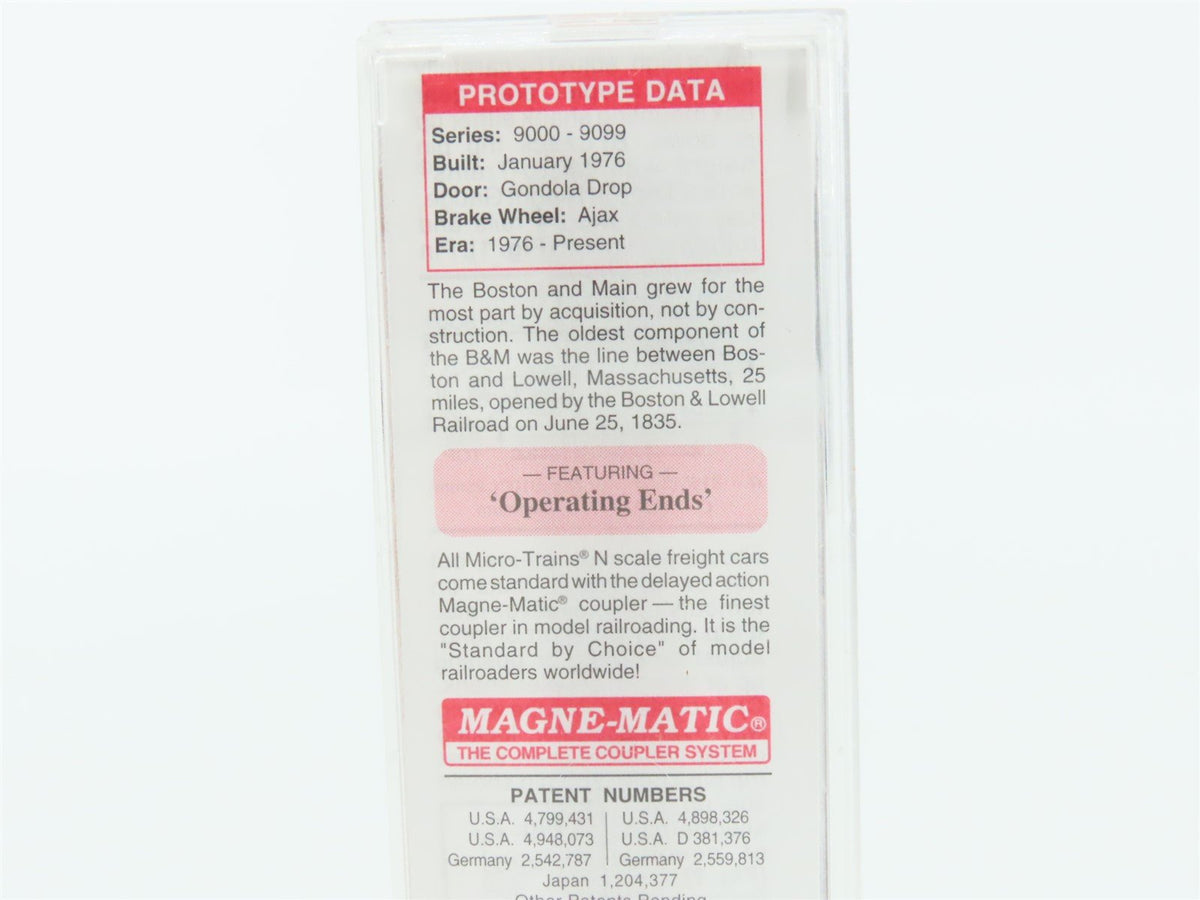 PROTOTYPE DATA
Series: 9000 - 9099
Built: January 1976
Door: Gondola Drop
Brake Wheel: Ajax
Era: 1976 - Present
The Boston and Main grew for the
most part by acquisition, not by con-
struction. The oldest component of
the B&M was the line between Bos-
ton and Lowell, Massachusetts, 25
miles, opened by the Boston & Lowell
Railroad on June 25, 1835.
— FEATURING —
‘Operating Ends’
All Micro-Trains® N scale freight cars
come standard with the delayed action
Magne-Matic® coupler — the finest
coupler in model railroading. It is the
"Standard by Choice" of model
railroaders worldwide!
MAGNE-MATIC®
THE COMPLETE COUPLER SYSTEM
PATENT NUMBERS
U.S.A. 4,799,431 | U.S.A. 4,898,326
U.S.A. 4,948,073 | U.S.A. D 381,376
Germany 2,542,787 | Germany 2,559,813
Japan 1,204,377
Other Patents Pending